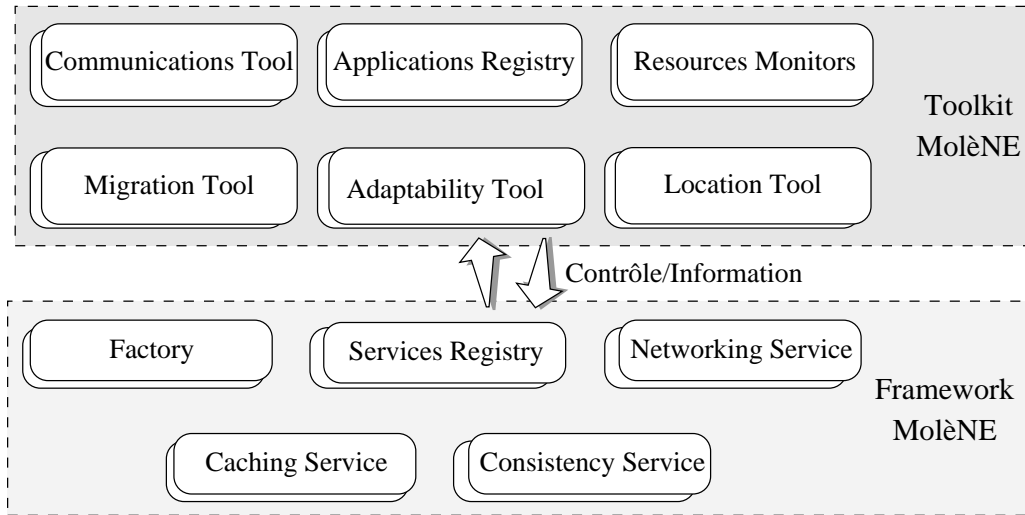 Communications Tool
Applications Registry
Resources Monitors
Toolkit
MolèNE
Migration Tool
Adaptability Tool
Location Tool
Contrôle/Information
Factory
Services Registry
Networking Service
Framework
MolèNE
Caching Service
Consistency Service